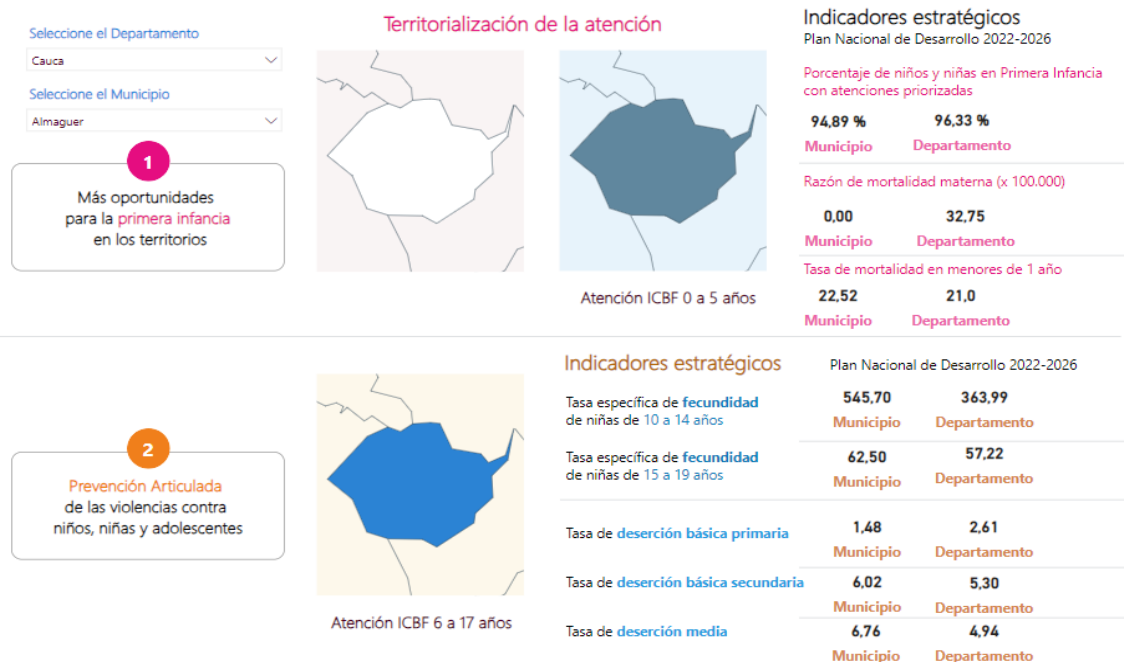 Seleccione el Departamento
Cauca
Seleccione el Municipio
Almaguer
1
Más oportunidades
para la primera infancia
en los territorios
Territorialización de la atención
Atención ICBF 0 a 5 años
Indicadores estratégicos
Plan Nacional de Desarrollo 2022-2026
Porcentaje de niños y niñas en Primera Infancia
con atenciones priorizadas
94,89 % 96,33 %
Municipio Departamento
Razón de mortalidad materna (x 100.000)
0,00 32,75
Municipio Departamento
Tasa de mortalidad en menores de 1 año
22,52 21,0
Municipio Departamento
2
Prevención Articulada
de las violencias contra
niños, niñas y adolescentes
Atención ICBF 6 a 17 años
Indicadores estratégicos Plan Nacional de Desarrollo 2022-2026
Tasa específica de fecundidad
de niñas de 10 a 14 años
545,70 363,99
Municipio Departamento
Tasa específica de fecundidad
de niñas de 15 a 19 años
62,50 57,22
Municipio Departamento
Tasa de deserción básica primaria
1,48 2,61
Municipio Departamento
Tasa de deserción básica secundaria
6,02 5,30
Municipio Departamento
Tasa de deserción media
6,76 4,94
Municipio Departamento